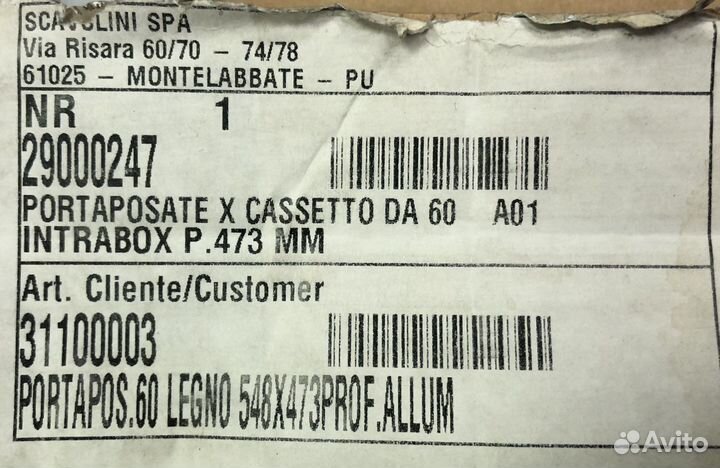 SCAVOLINI SPA
Via Risara 60/70 - 74/78
61025 - MONTELABBATE - PU
NR 1
29000247
PORTAPOSATE X CASSETTO DA 60 A01
INTRABOX P.473 MM
Art. Cliente/Customer
31100003
PORTAPOS.60 LEGNO 548X473PROF.ALLUM
Avito